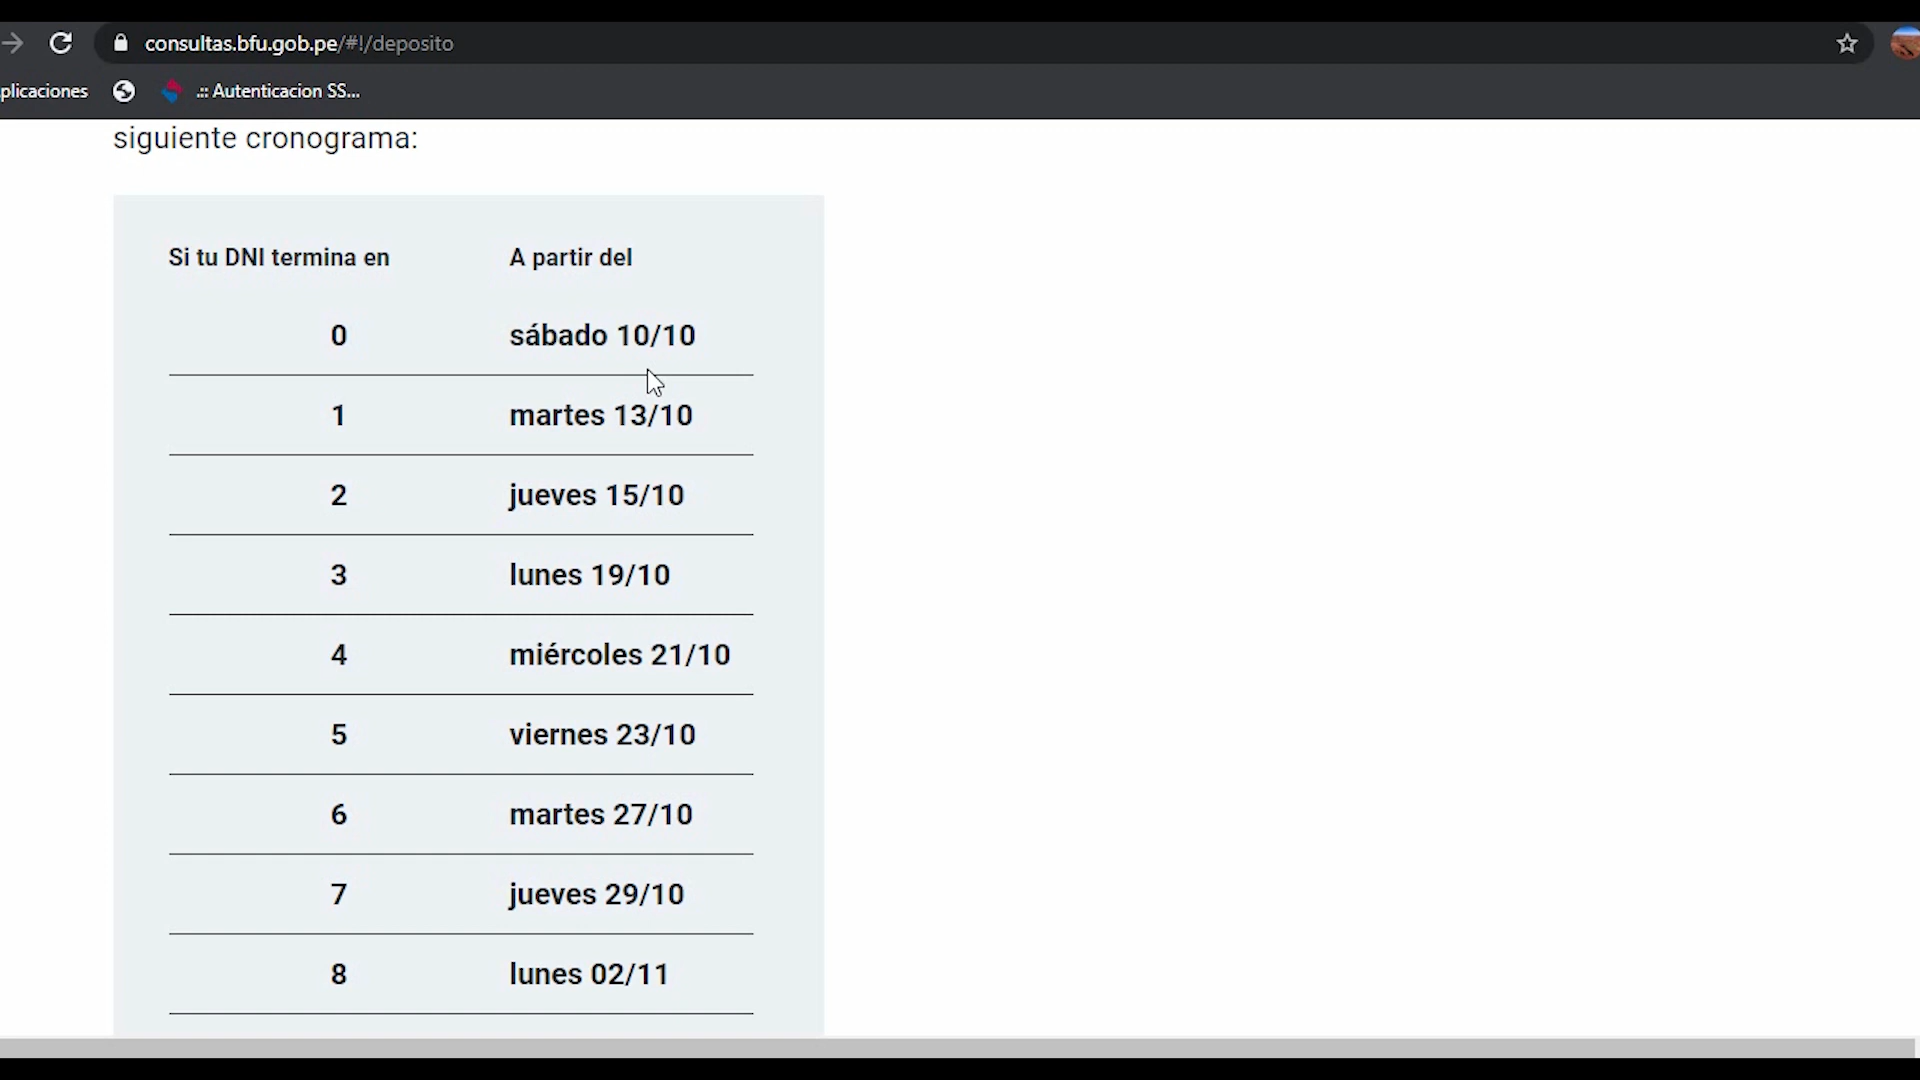 consultas.bfu.gob.pe/#!/deposito
plicaciones
.:: Autenticacion SS...
siguiente cronograma:
Si tu DNI termina en A partir del
0 sábado 10/10
1 martes 13/10
2 jueves 15/10
3 lunes 19/10
4 miércoles 21/10
5 viernes 23/10
6 martes 27/10
7 jueves 29/10
8 lunes 02/11